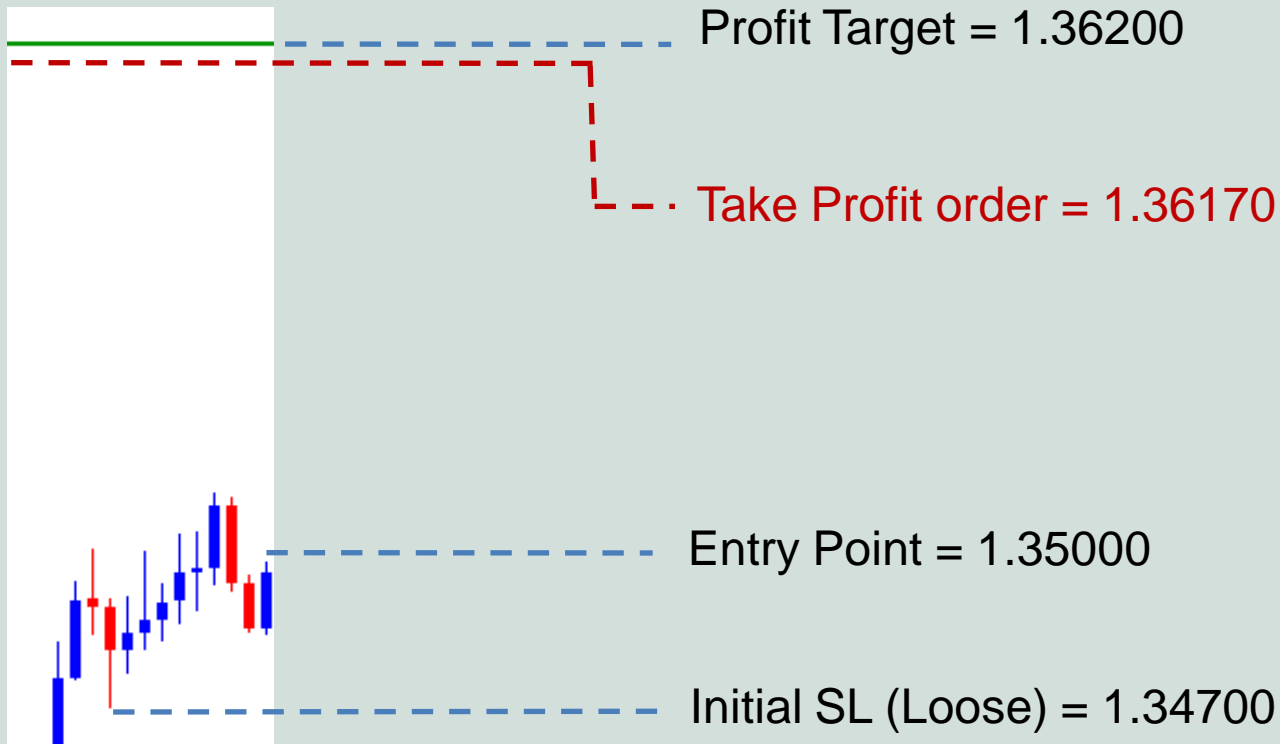 Profit Target = 1.36200
Take Profit order = 1.36170
Entry Point = 1.35000
Initial SL (Loose) = 1.34700